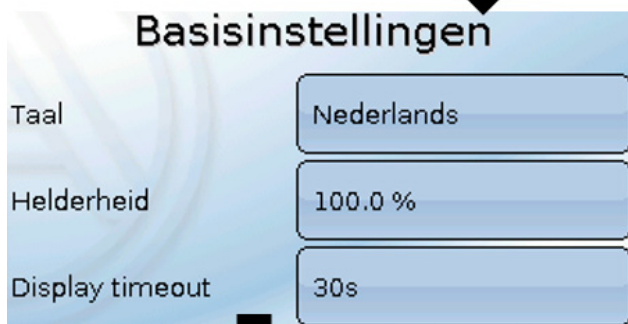 Basisinstellingen
Taal Nederlands
Helderheid 100.0 %
Display timeout 30s